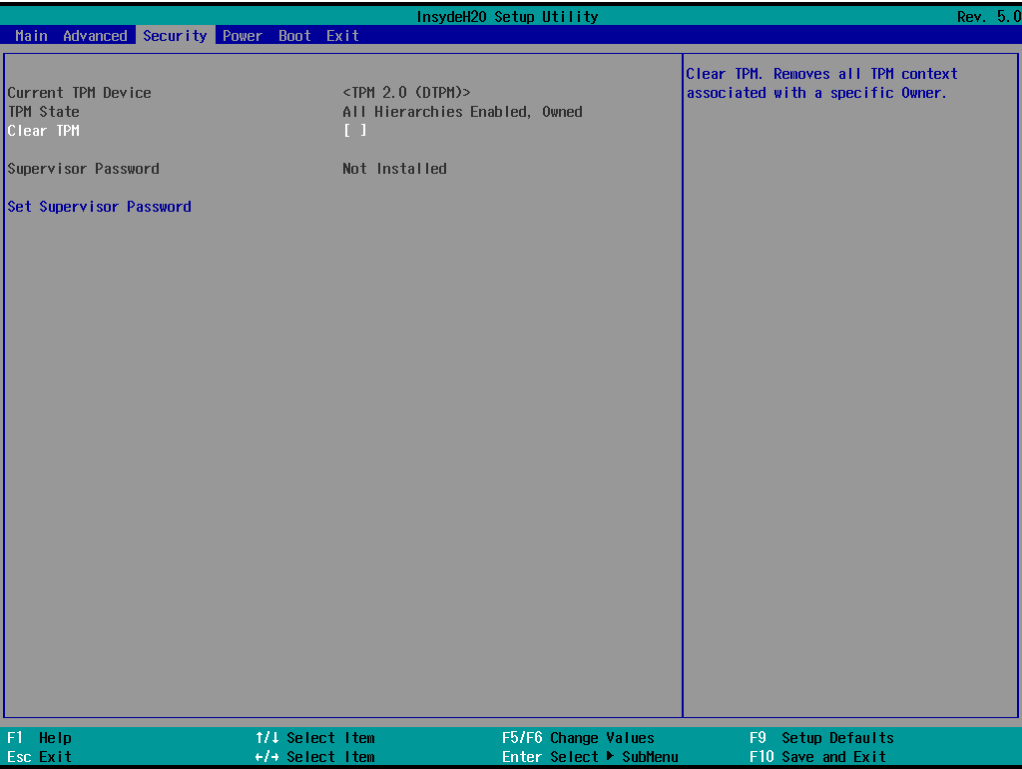 InsydeH20 Setup Utility Rev. 5.0
Main Advanced Security Power Boot Exit
Clear TPM. Removes all TPM context
associated with a specific Owner.
Current TPM Device <TPM 2.0 (DTPM)>
TPM State All Hierarchies Enabled, Owned
Clear TPM [ ]
Supervisor Password Not Installed
Set Supervisor Password
F1 Help ↑/↓ Select Item F5/F6 Change Values F9 Setup Defaults
Esc Exit ←/→ Select Item Enter Select ▶ SubMenu F10 Save and Exit